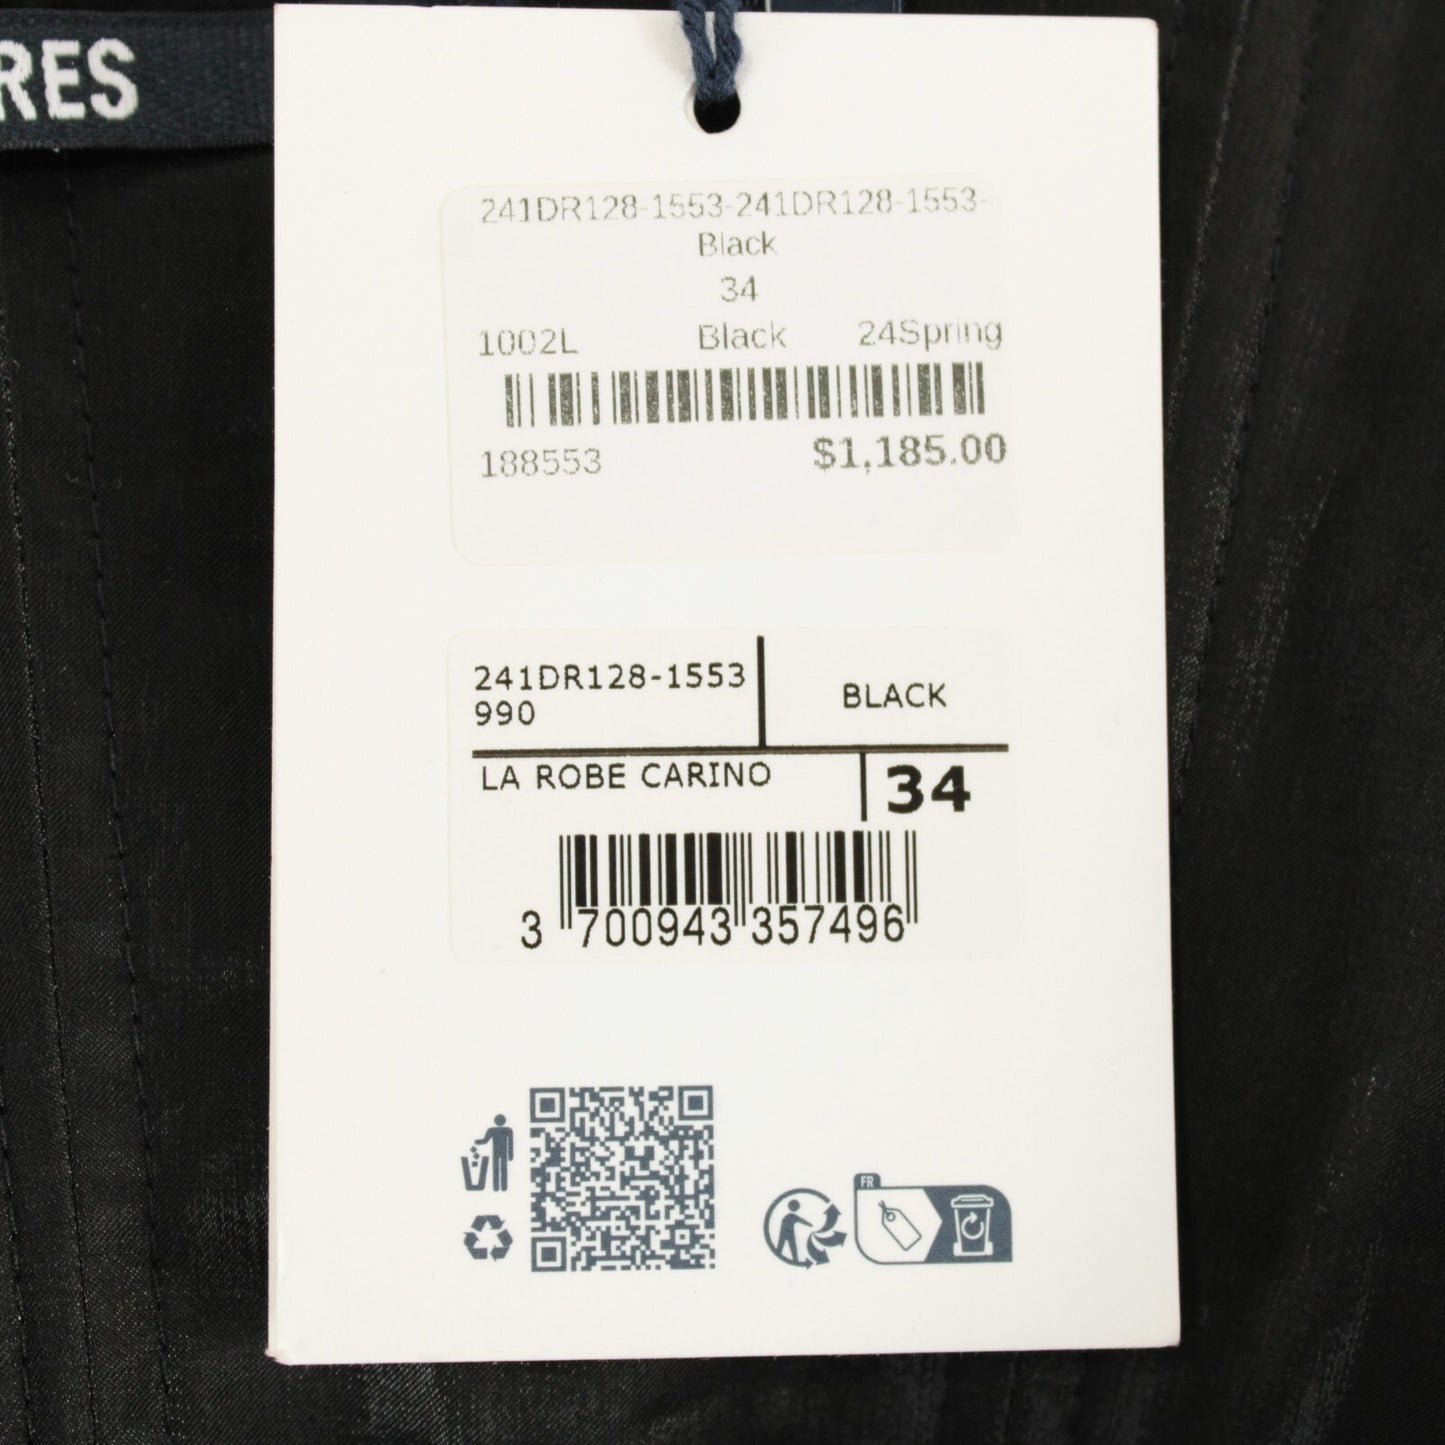 RES
241DR128-1553-241DR128-1553-
Black
34
1002L Black 24Spring
188553 $1,185.00
241DR128-1553 BLACK
990
LA ROBE CARINO 34
3 700943 357496
FR